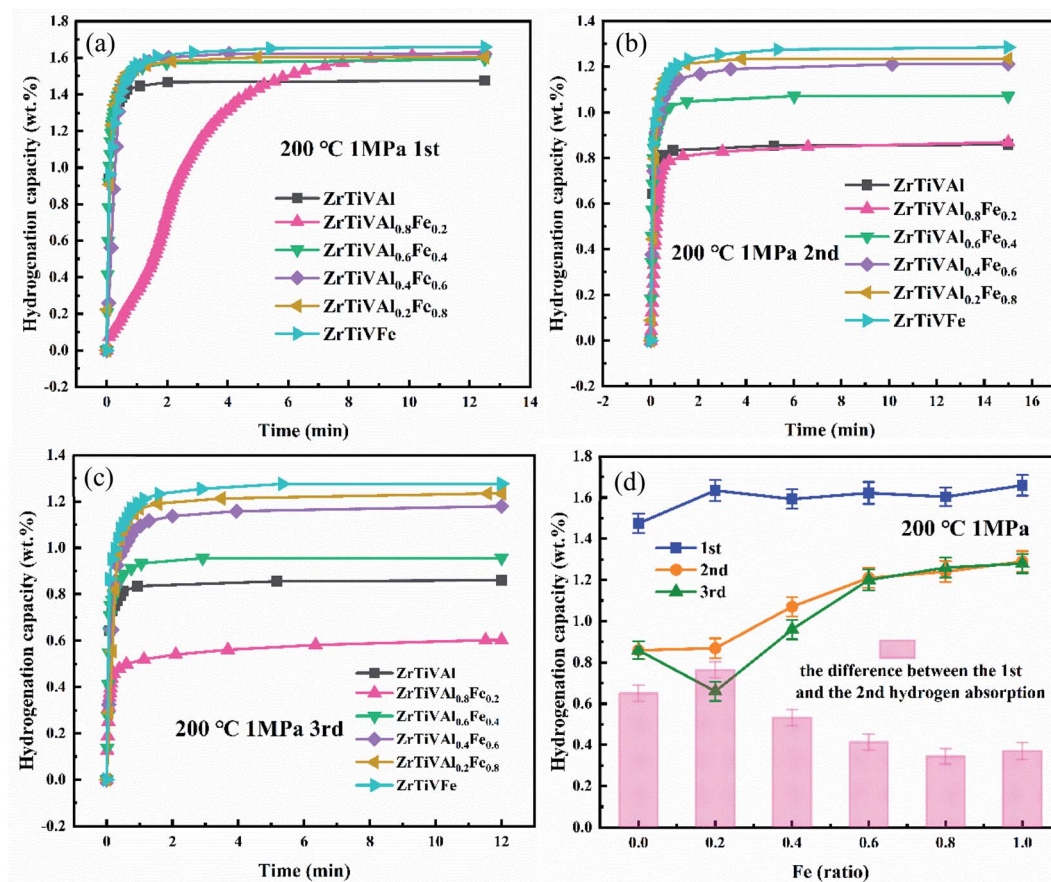 (a)
Hydrogenation capacity (wt.%)
1.8
1.6
1.4
1.2
1.0
0.8
0.6
0.4
0.2
0.0
-0.2
200 ℃ 1MPa 1st
ZrTiVAl
ZrTiVAl0.8Fe0.2
ZrTiVAl0.6Fe0.4
ZrTiVAl0.4Fe0.6
ZrTiVAl0.2Fe0.8
ZrTiVFe
0 2 4 6 8 10 12 14
Time (min)
(b)
Hydrogenation capacity (wt.%)
1.4
1.2
1.0
0.8
0.6
0.4
0.2
0.0
-0.2
ZrTiVAl
ZrTiVAl0.8Fe0.2
ZrTiVAl0.6Fe0.4
200 ℃ 1MPa 2nd
ZrTiVAl0.4Fe0.6
ZrTiVAl0.2Fe0.8
ZrTiVFe
-2 0 2 4 6 8 10 12 14 16
Time (min)
(c)
Hydrogenation capacity (wt.%)
1.4
1.2
1.0
0.8
0.6
0.4
0.2
0.0
-0.2
200 ℃ 1MPa 3rd
ZrTiVAl
ZrTiVAl0.8Fe0.2
ZrTiVAl0.6Fe0.4
ZrTiVAl0.4Fe0.6
ZrTiVAl0.2Fe0.8
ZrTiVFe
0 2 4 6 8 10 12
Time (min)
(d)
Hydrogenation capacity (wt.%)
1.8
1.6
1.4
1.2
1.0
0.8
0.6
0.4
0.2
0.0
200 ℃ 1MPa
1st
2nd
3rd
the difference between the 1st
and the 2nd hydrogen absorption
0.0 0.2 0.4 0.6 0.8 1.0
Fe (ratio)